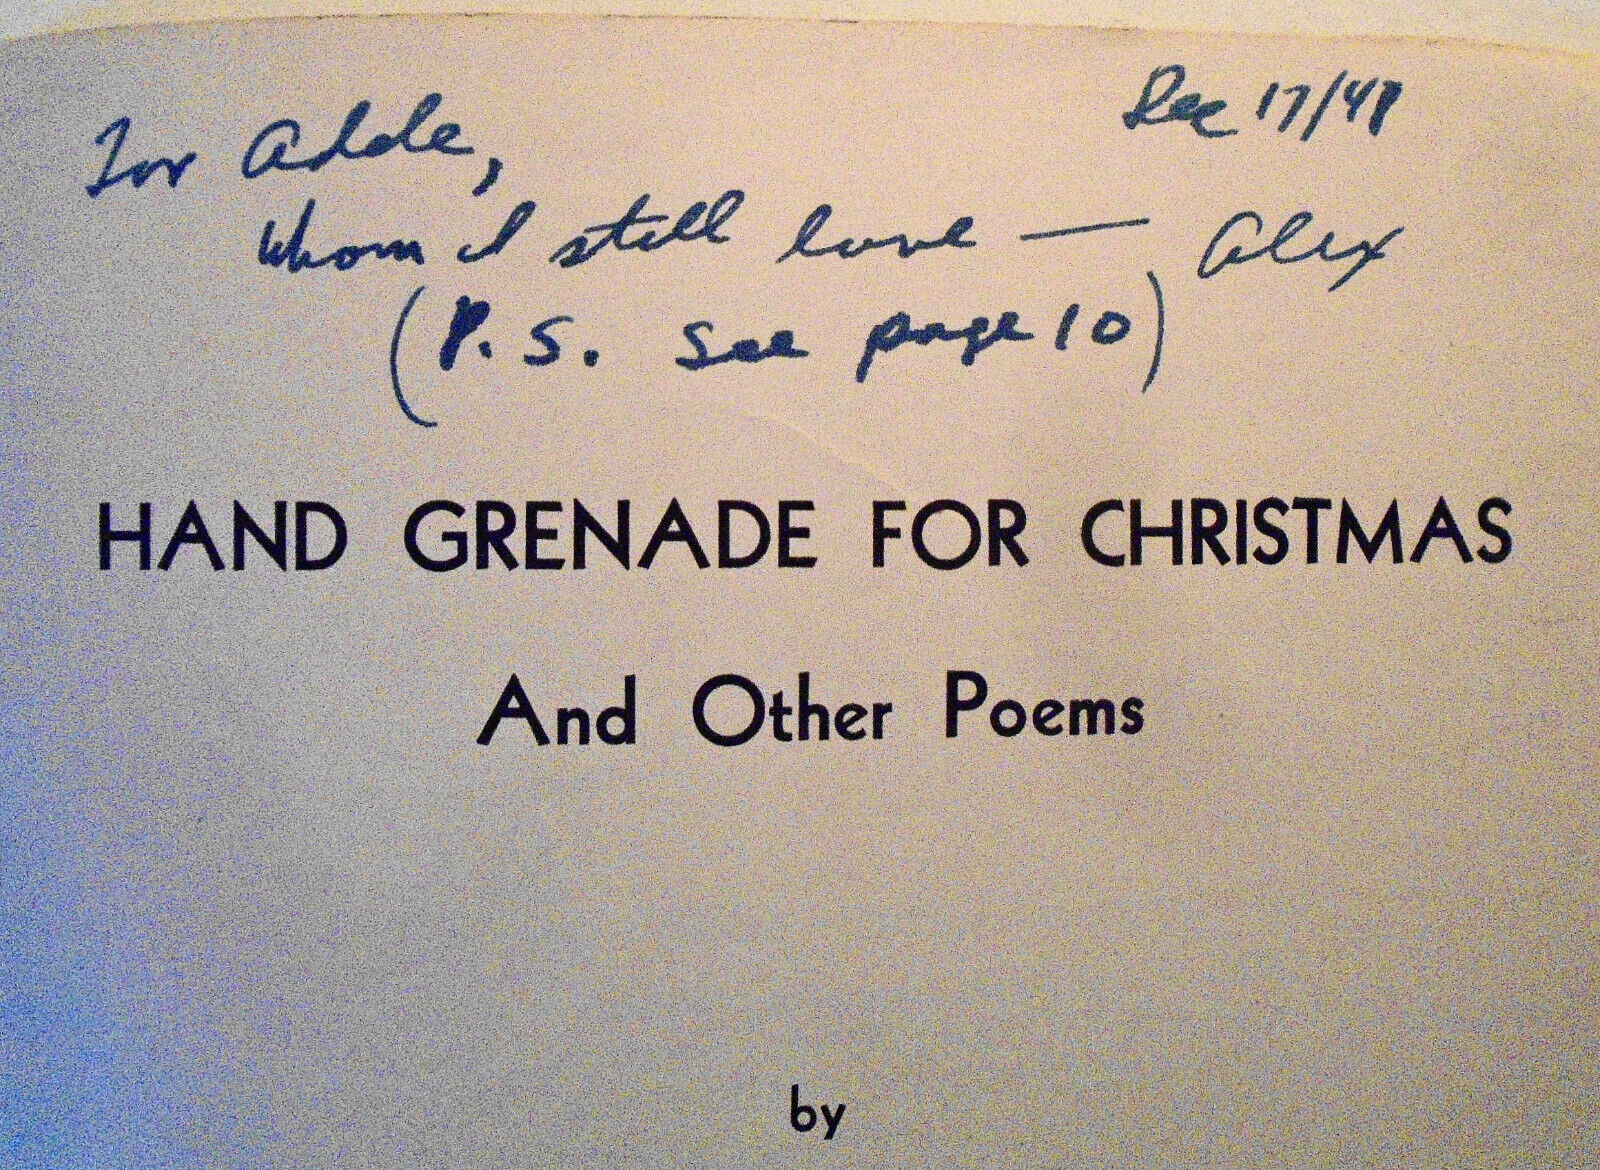 Dec 17/48
For Adele,
Whom I still love — Alex
(P.S. See page 10)
HAND GRENADE FOR CHRISTMAS
And Other Poems
by